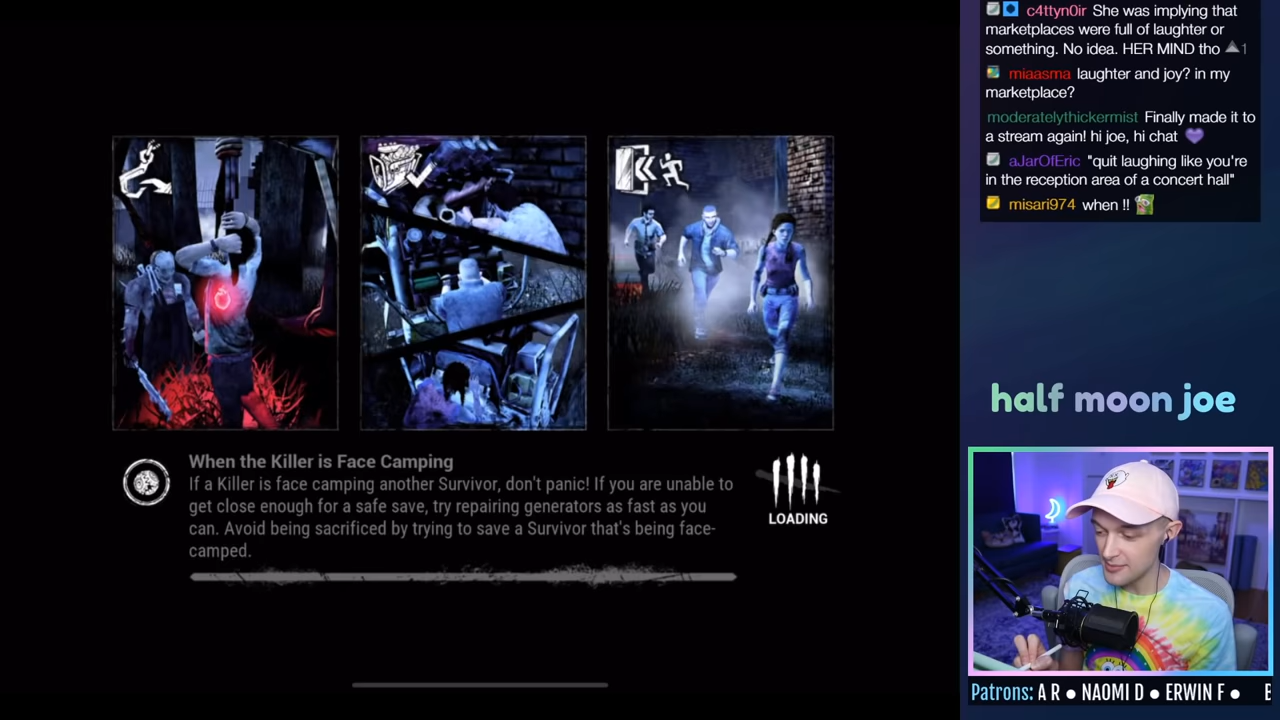 c4ttyn0ir She was implying that
marketplaces were full of laughter or
something. No idea. HER MIND tho 1
miaasma laughter and joy? in my
marketplace?
moderatelythickermist Finally made it to
a stream again! hi joe, hi chat
aJarOfEric "quit laughing like you're
in the reception area of a concert hall"
misari974 when !!
half moon joe
When the Killer is Face Camping
If a Killer is face camping another Survivor, don't panic! If you are unable to
get close enough for a safe save, try repairing generators as fast as you
can. Avoid being sacrificed by trying to save a Survivor that's being face-
camped.
LOADING
Patrons: A R ● NAOMI D ● ERWIN F ●